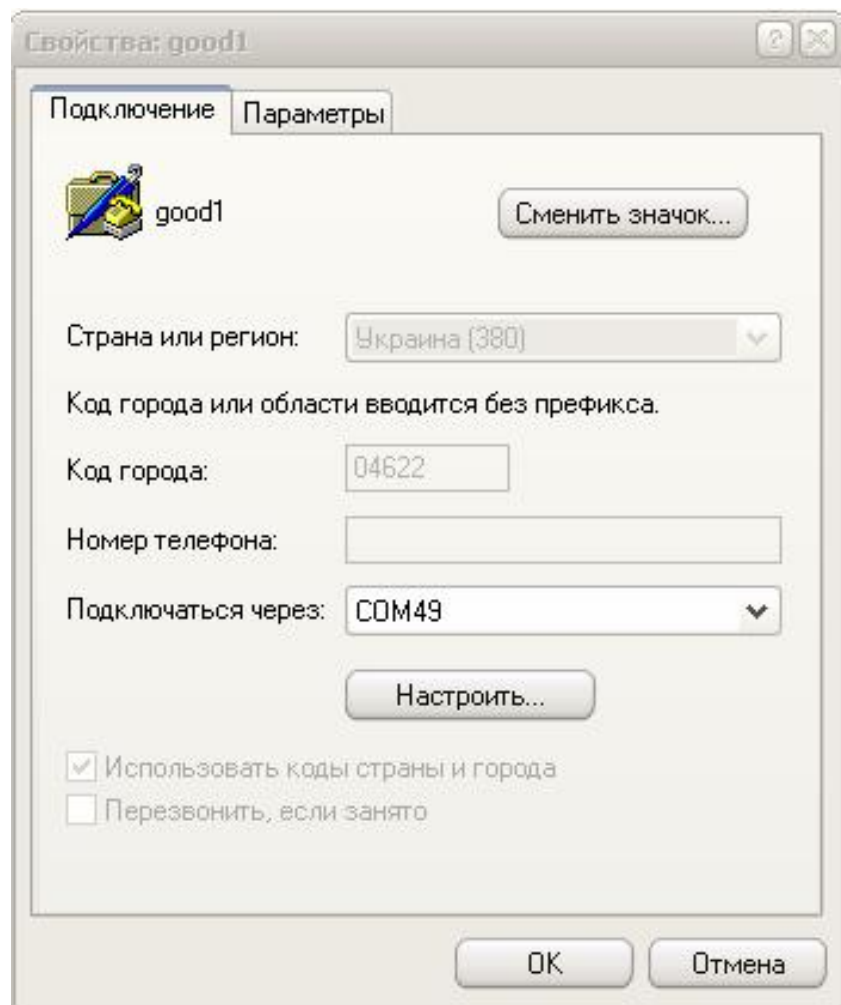 Свойства: good1
Подключение Параметры
good1 Сменить значок...
Страна или регион: Украина (380)
Код города или области вводится без префикса.
Код города: 04622
Номер телефона:
Подключаться через: COM49
Настроить...
Использовать коды страны и города
Перезвонить, если занято
OK Отмена